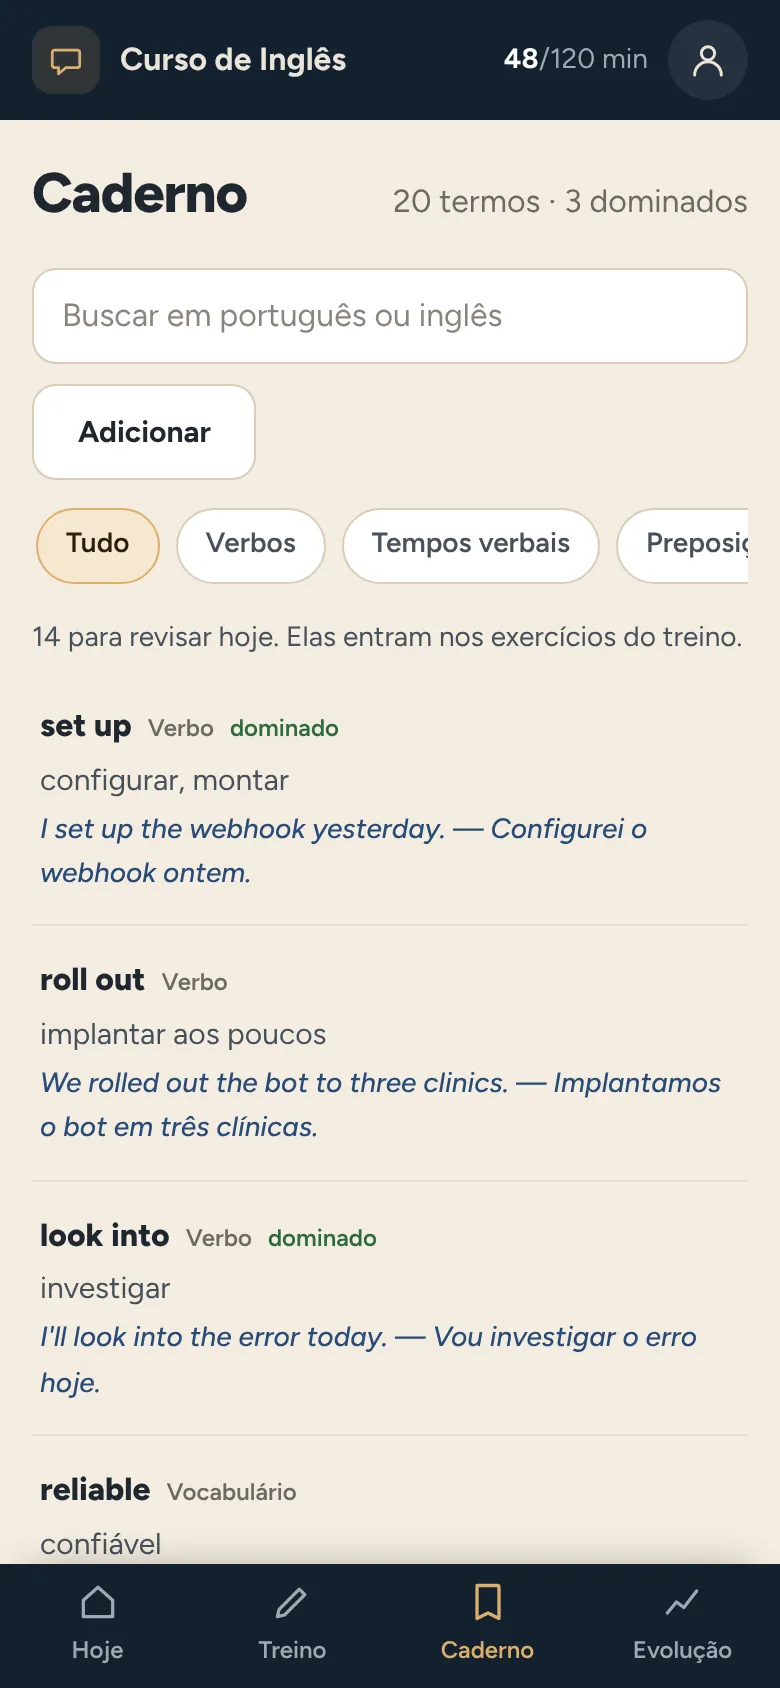 Curso de Inglês
48/120 min
Caderno
20 termos · 3 dominados
Buscar em português ou inglês
Adicionar
Tudo
Verbos
Tempos verbais
Preposiç
14 para revisar hoje. Elas entram nos exercícios do treino.
set up Verbo dominado
configurar, montar
I set up the webhook yesterday. — Configurei o
webhook ontem.
roll out Verbo
implantar aos poucos
We rolled out the bot to three clinics. — Implantamos
o bot em três clínicas.
look into Verbo dominado
investigar
I'll look into the error today. — Vou investigar o erro
hoje.
reliable Vocabulário
confiável
Hoje
Treino
Caderno
Evolução